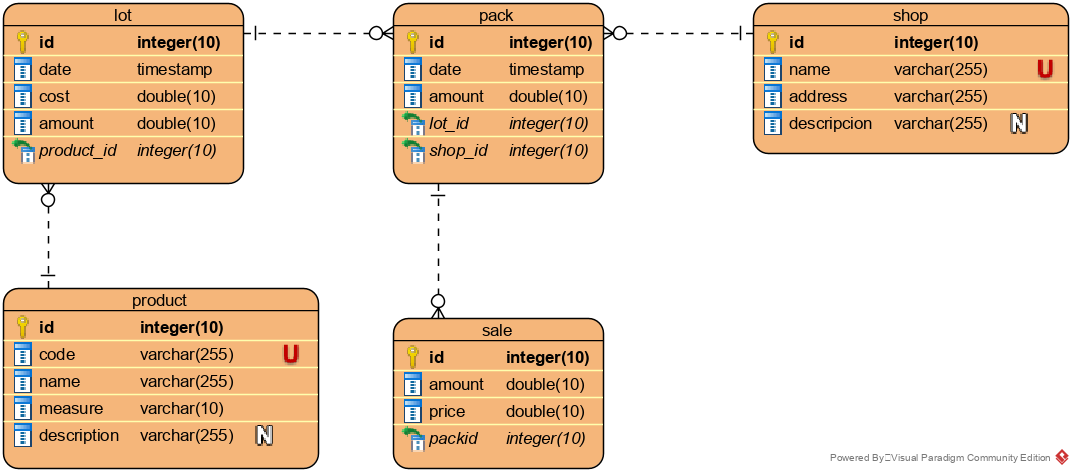 lot
id integer(10)
date timestamp
cost double(10)
amount double(10)
product_id integer(10)
pack
id integer(10)
date timestamp
amount double(10)
lot_id integer(10)
shop_id integer(10)
shop
id integer(10)
name varchar(255) U
address varchar(255)
descripcion varchar(255) N
product
id integer(10)
code varchar(255) U
name varchar(255)
measure varchar(10)
description varchar(255) N
sale
id integer(10)
amount double(10)
price double(10)
packid integer(10)
Powered By Visual Paradigm Community Edition